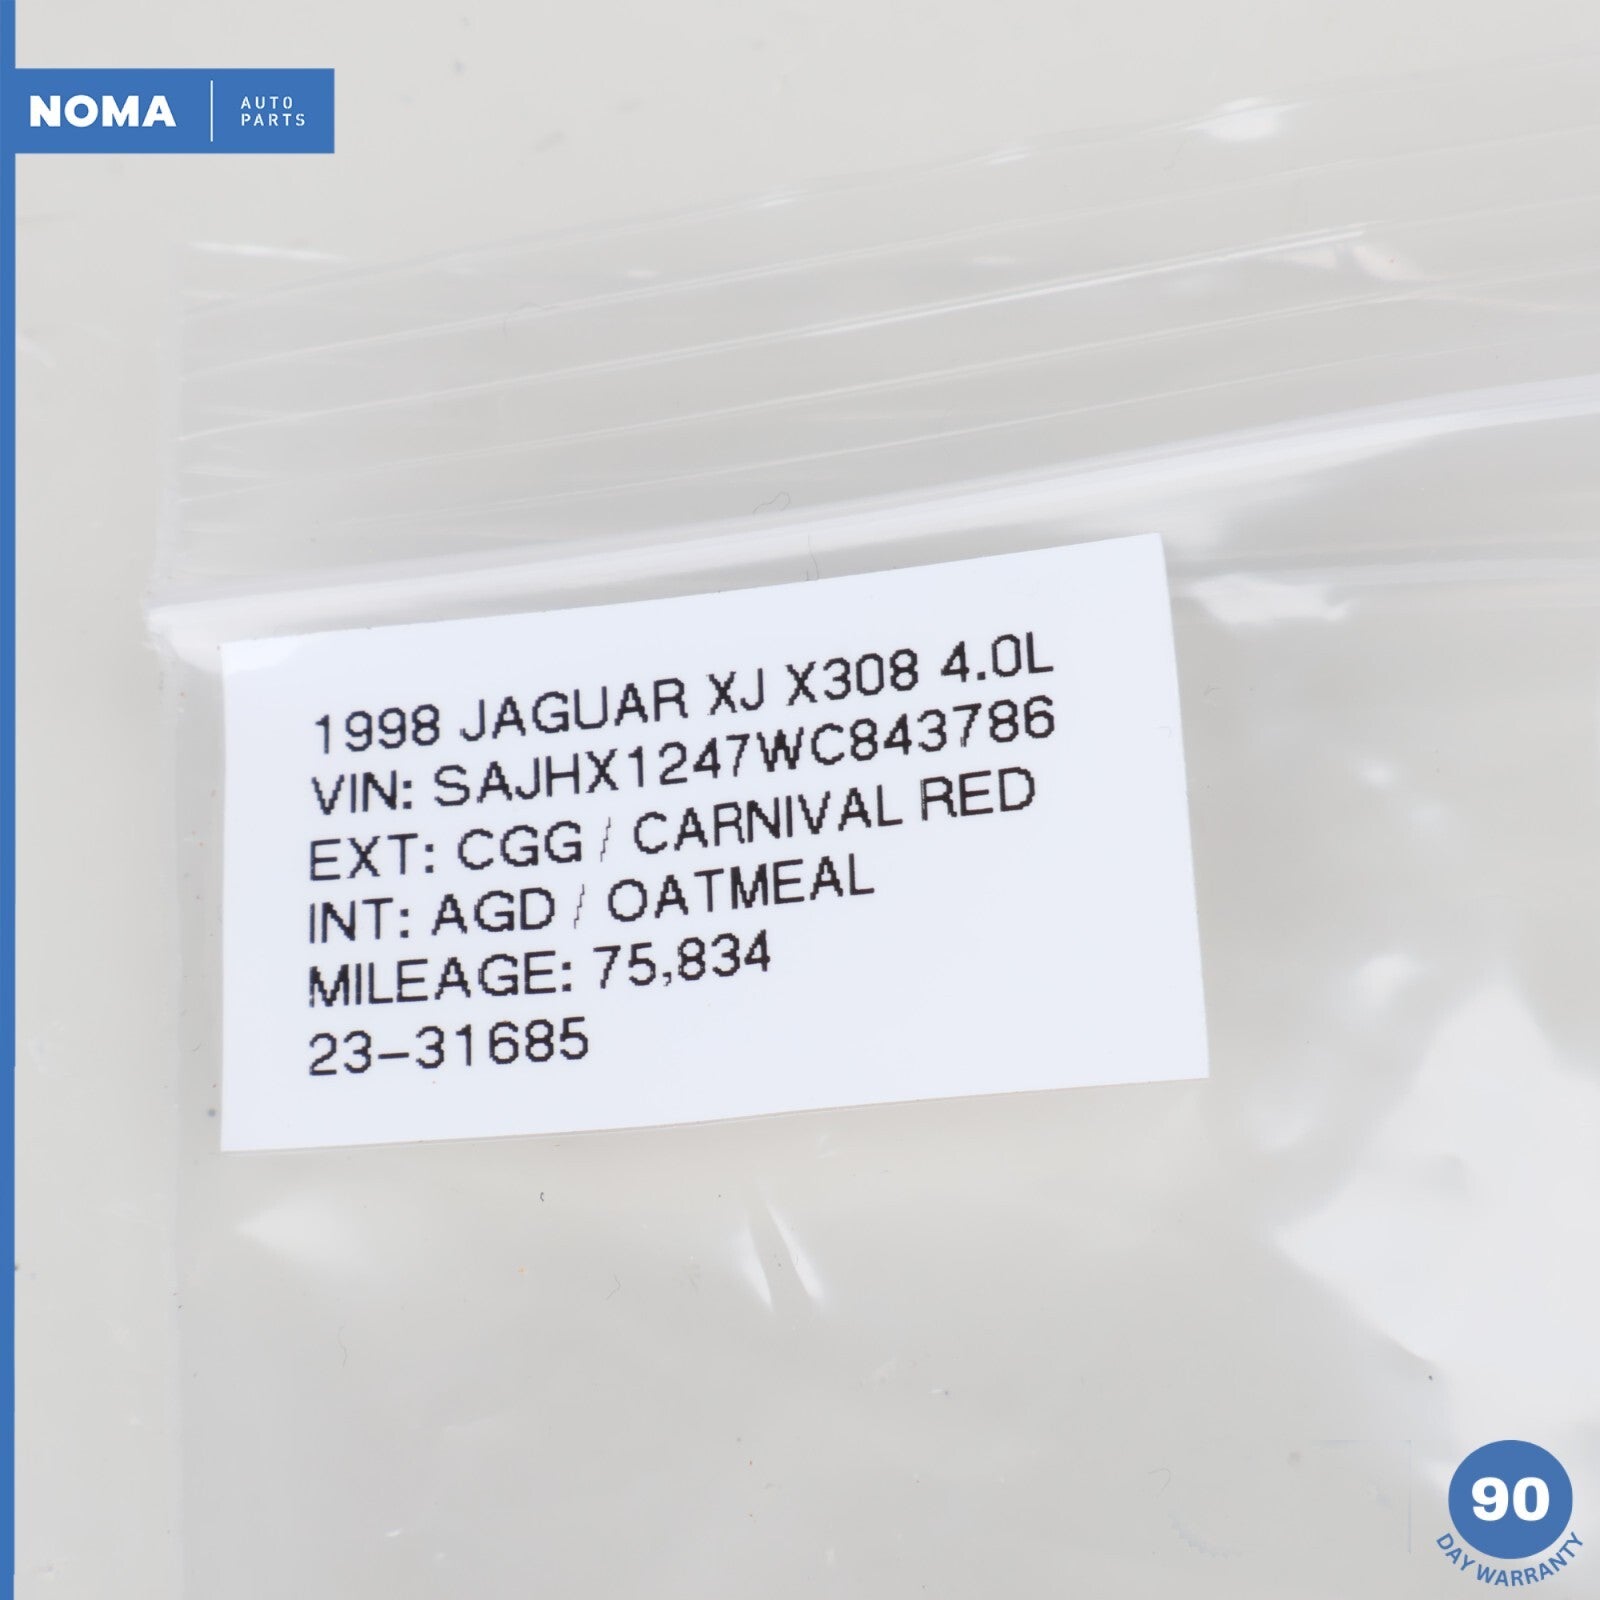 NOMA
AUTO
PARTS
1998 JAGUAR XJ X308 4.0L
VIN: SAJHX1247WC843786
EXT: CGG / CARNIVAL RED
INT: AGD / OATMEAL
MILEAGE: 75,834
23-31685
90
DAY WARRANTY